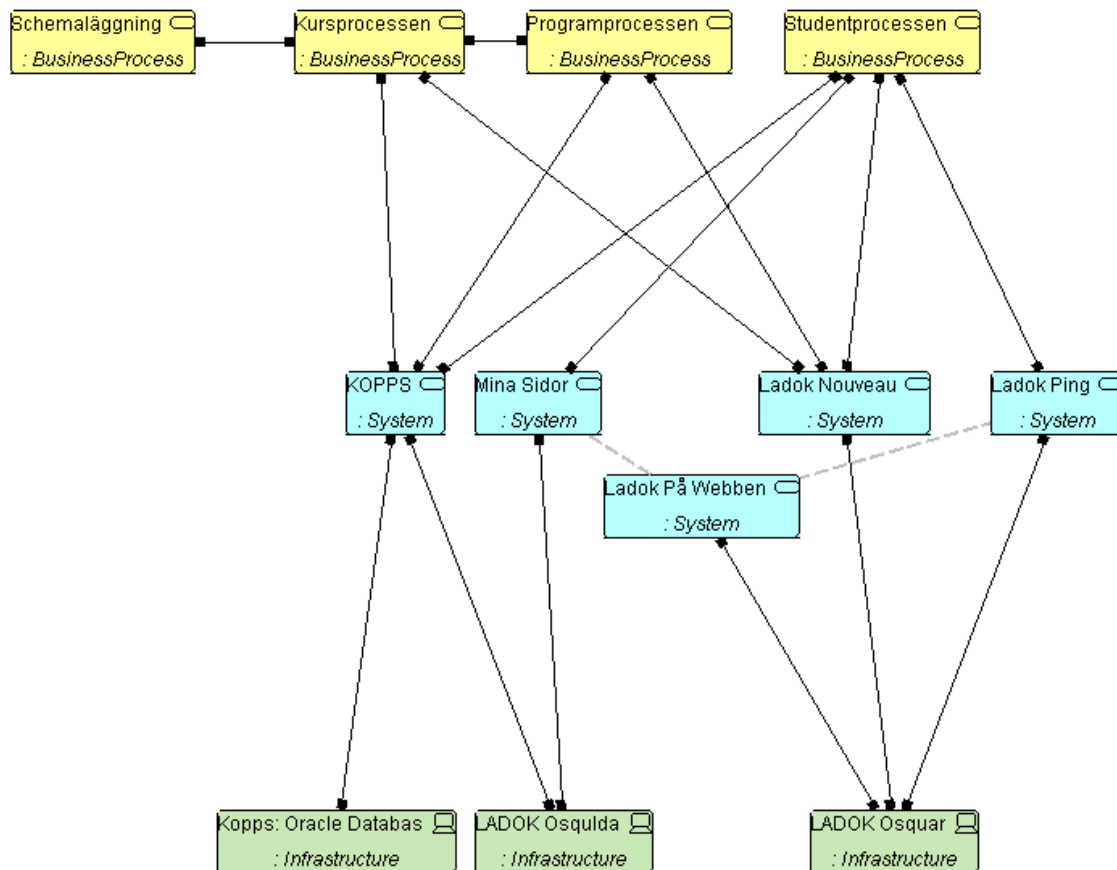 Schemaläggning
: BusinessProcess
Kursprocessen
: BusinessProcess
Programprocessen
: BusinessProcess
Studentprocessen
: BusinessProcess
KOPPS
: System
Mina Sidor
: System
Ladok Nouveau
: System
Ladok Ping
: System
Ladok På Webben
: System
Kopps: Oracle Databas
: Infrastructure
LADOK Osqulda
: Infrastructure
LADOK Osquar
: Infrastructure